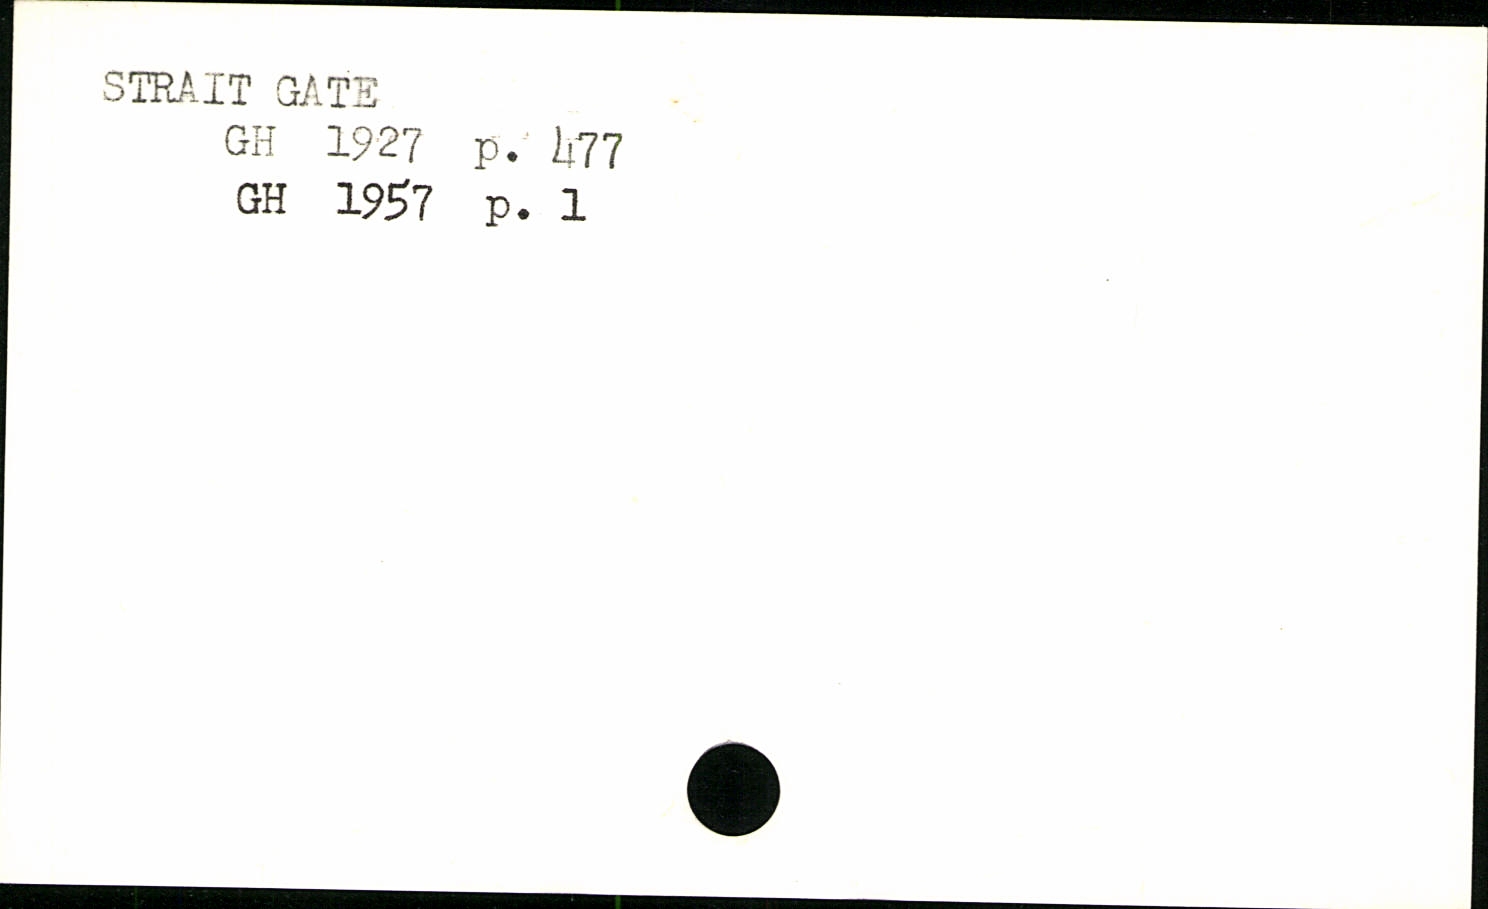 STRAIT GATE
GH 1927 p. 477
GH 1957 p. 1